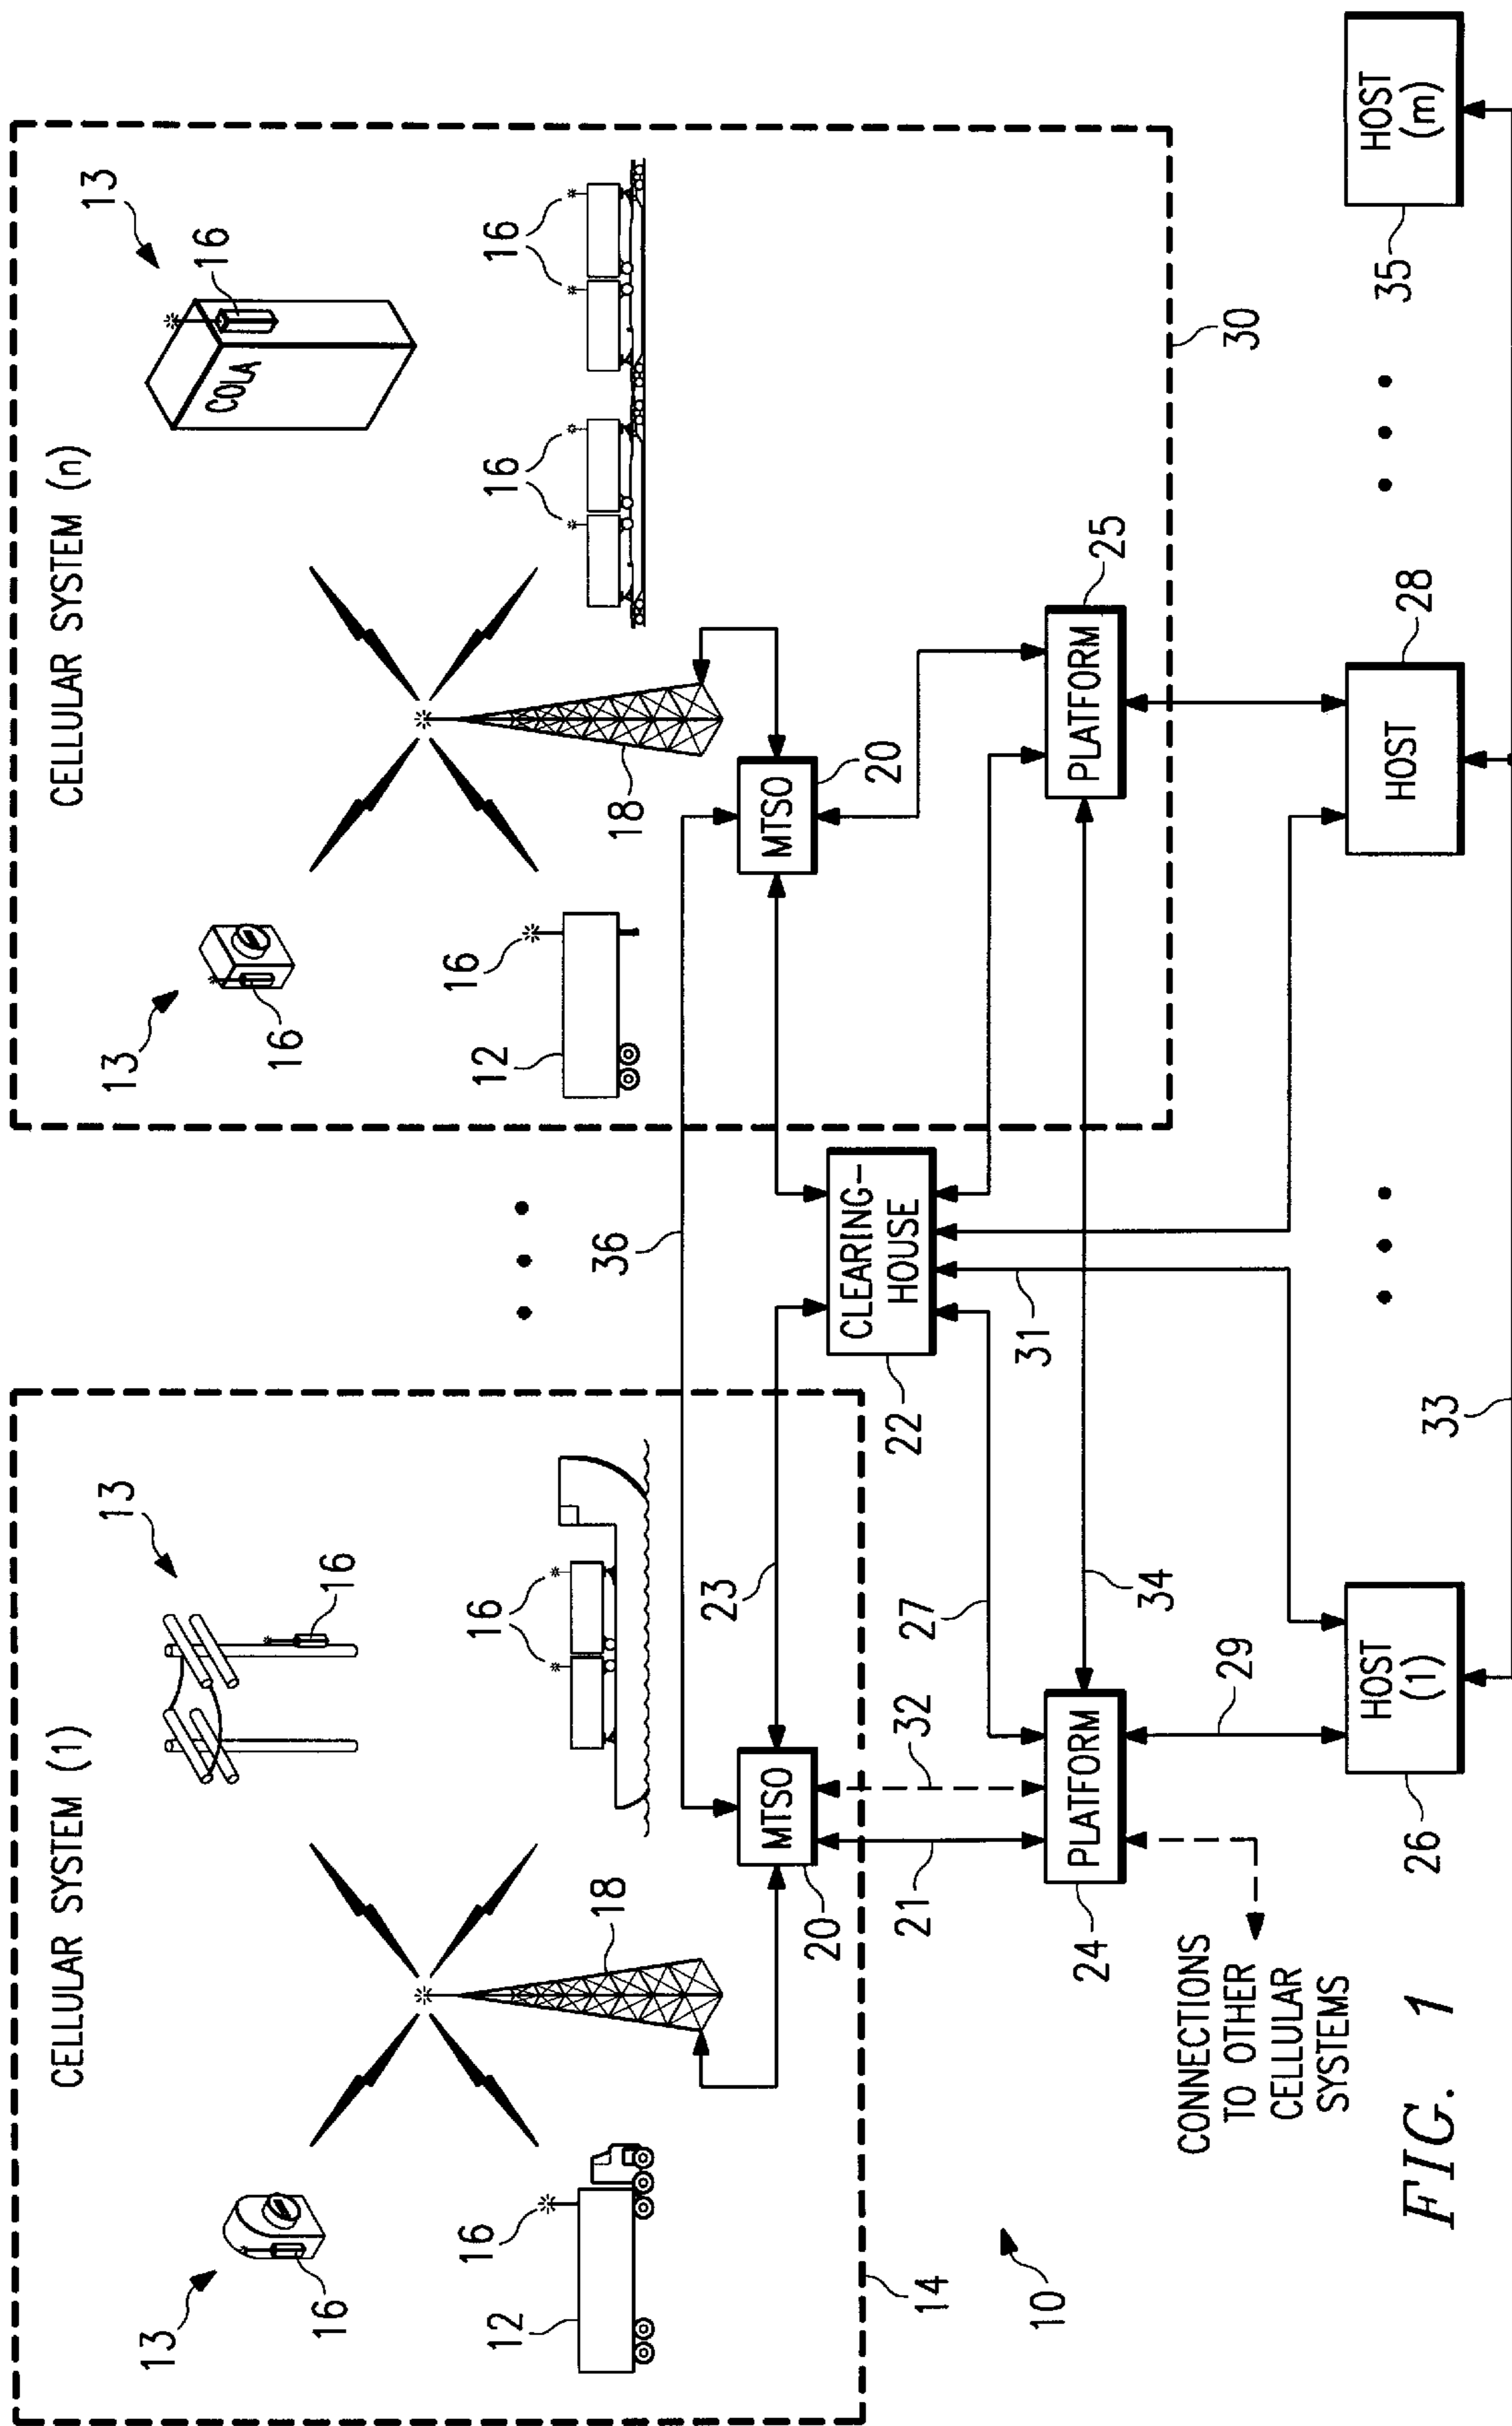 CELLULAR SYSTEM (1)
CELLULAR SYSTEM (n)
13
16
13
16
13
16
13
COLA
16
12
16
18
16
12
16
18
16
16
36
MTSO
20
23
MTSO
20
CLEARING-
HOUSE
22
14
21
32
27
31
10
PLATFORM
24
34
PLATFORM
25
30
CONNECTIONS
TO OTHER
CELLULAR
SYSTEMS
29
HOST
(1)
26
HOST
28
HOST
(m)
35
33
FIG. 1